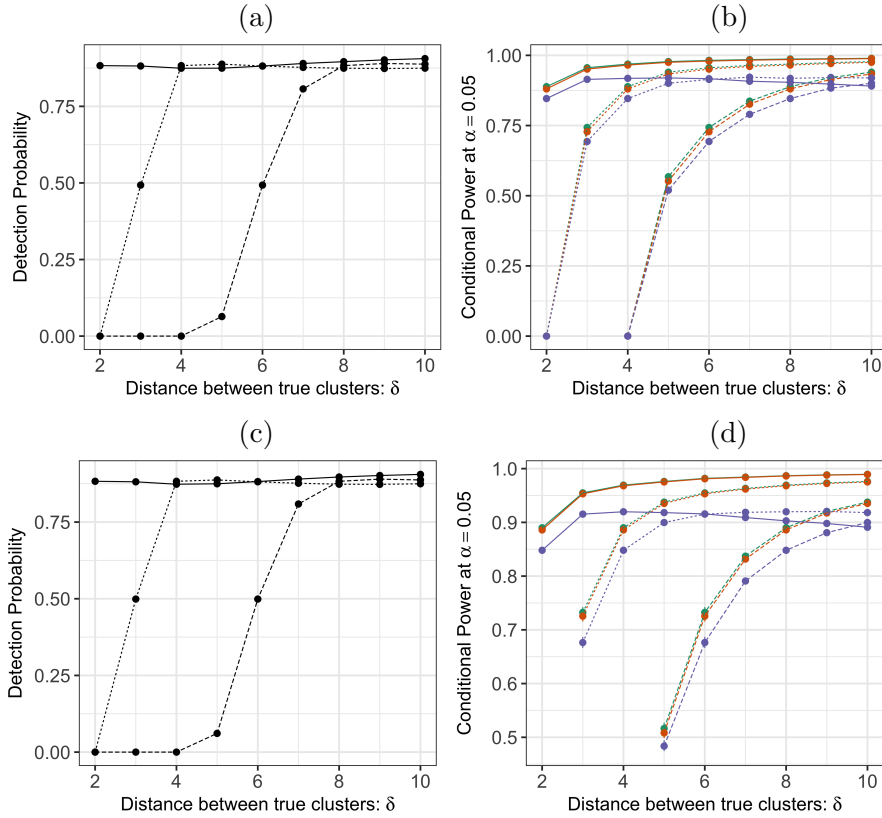 (a)
Detection Probability
0.75
0.50
0.25
0.00
2 4 6 8 10
Distance between true clusters: δ
(b)
Conditional Power at α = 0.05
1.00
0.75
0.50
0.25
0.00
2 4 6 8 10
Distance between true clusters: δ
(c)
Detection Probability
0.75
0.50
0.25
0.00
2 4 6 8 10
Distance between true clusters: δ
(d)
Conditional Power at α = 0.05
1.0
0.9
0.8
0.7
0.6
0.5
2 4 6 8 10
Distance between true clusters: δ